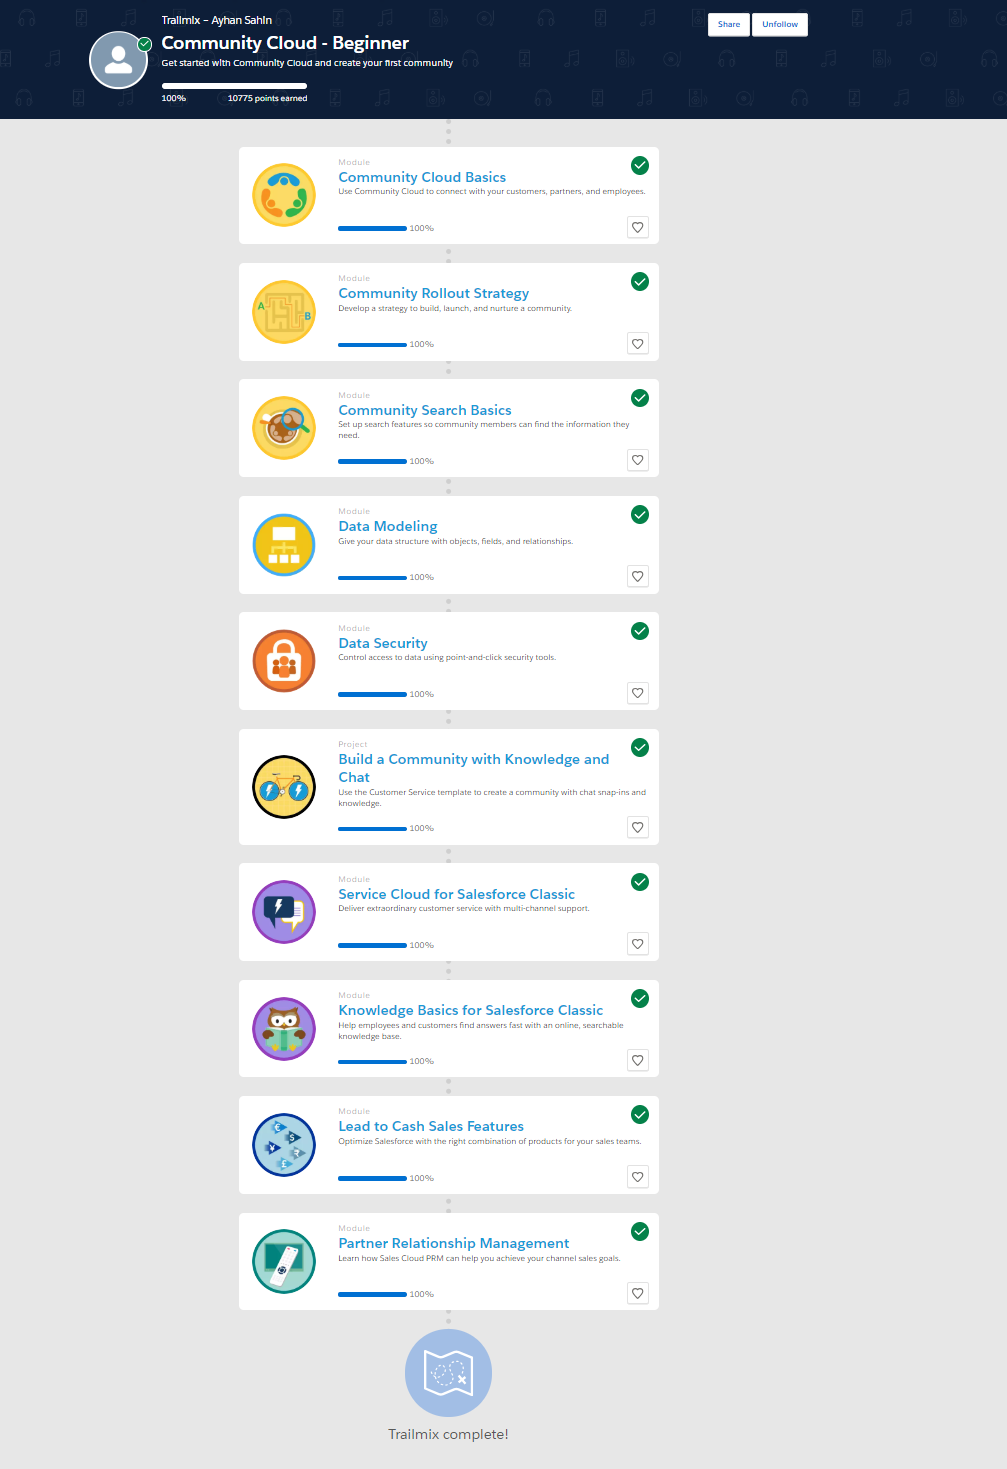 Trailmix – Ayhan Sahin
Community Cloud - Beginner
Get started with Community Cloud and create your first community
100% 10775 points earned
Share Unfollow
Module
Community Cloud Basics
Use Community Cloud to connect with your customers, partners, and employees.
100%
Module
Community Rollout Strategy
Develop a strategy to build, launch, and nurture a community.
100%
A
B
Module
Community Search Basics
Set up search features so community members can find the information they
need.
100%
Module
Data Modeling
Give your data structure with objects, fields, and relationships.
100%
Module
Data Security
Control access to data using point-and-click security tools.
100%
Project
Build a Community with Knowledge and
Chat
Use the Customer Service template to create a community with chat snap-ins and
knowledge.
100%
Module
Service Cloud for Salesforce Classic
Deliver extraordinary customer service with multi-channel support.
100%
Module
Knowledge Basics for Salesforce Classic
Help employees and customers find answers fast with an online, searchable
knowledge base.
100%
Module
Lead to Cash Sales Features
Optimize Salesforce with the right combination of products for your sales teams.
100%
€
$
¥
₹
£
Module
Partner Relationship Management
Learn how Sales Cloud PRM can help you achieve your channel sales goals.
100%
Trailmix complete!